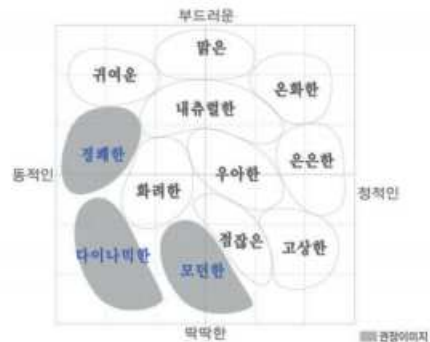 부드러운
맑은
귀여운
온화한
내츄럴한
경쾌한
은은한
동적인
우아한
화려한
정적인
점잖은
고상한
다이나믹한
모던한
딱딱한
권장이미지